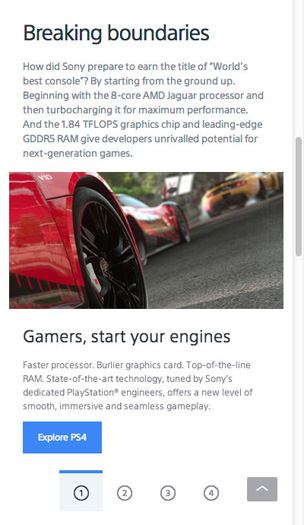 Breaking boundaries
How did Sony prepare to earn the title of "World's
best console"? By starting from the ground up.
Beginning with the 8-core AMD Jaguar processor and
then turbocharging it for maximum performance.
And the 1.84 TFLOPS graphics chip and leading-edge
GDDR5 RAM give developers unrivalled potential for
next-generation games.
V10
Gamers, start your engines
Faster processor. Burlier graphics card. Top-of-the-line
RAM. State-of-the-art technology, tuned by Sony's
dedicated PlayStation® engineers, offers a new level of
smooth, immersive and seamless gameplay.
Explore PS4
1 2 3 4